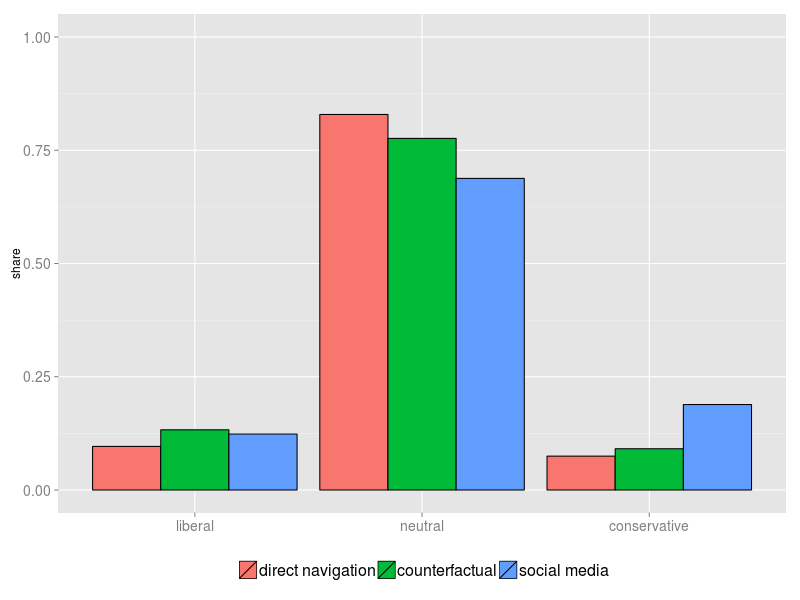 1.00
0.75
0.50
0.25
0.00
share
liberal neutral conservative
direct navigation counterfactual social media